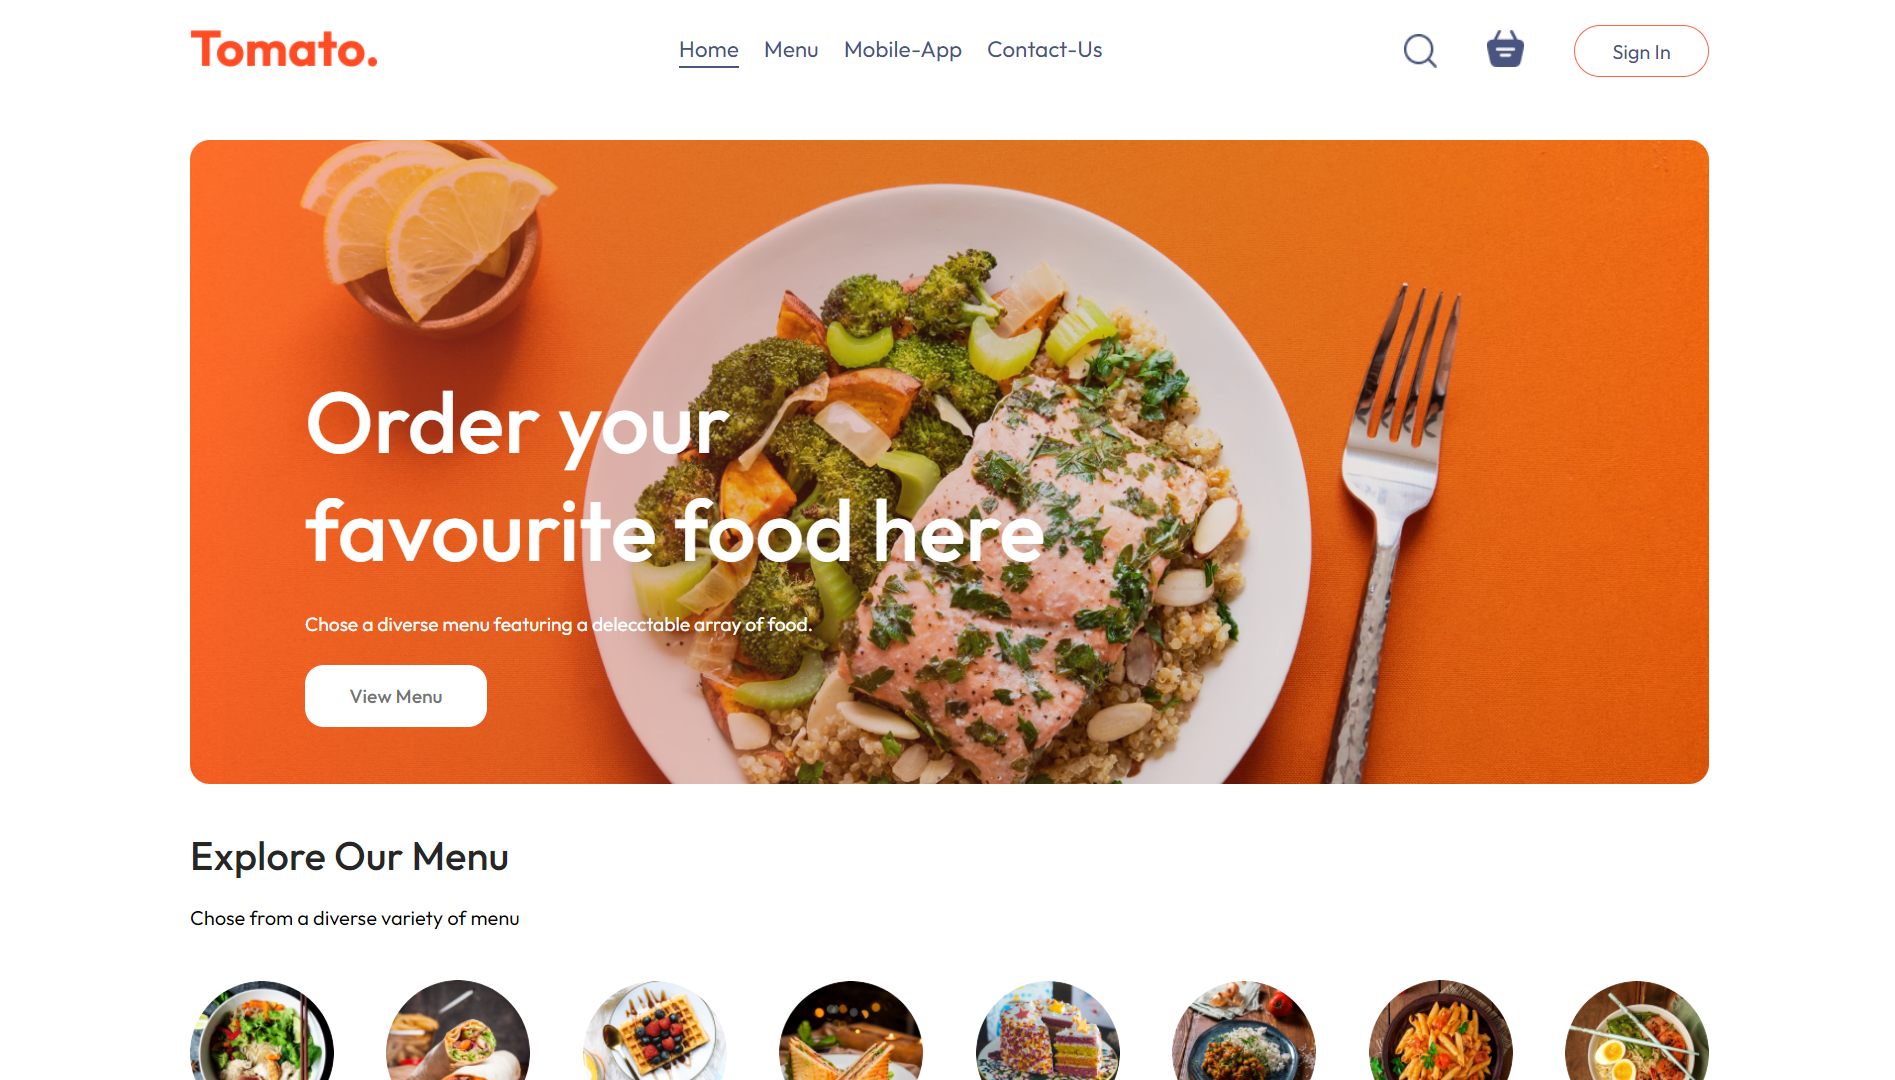 Tomato.
Home Menu Mobile-App Contact-Us
Sign In
Order your
favourite food here
Chose a diverse menu featuring a delecctable array of food.
View Menu
Explore Our Menu
Chose from a diverse variety of menu